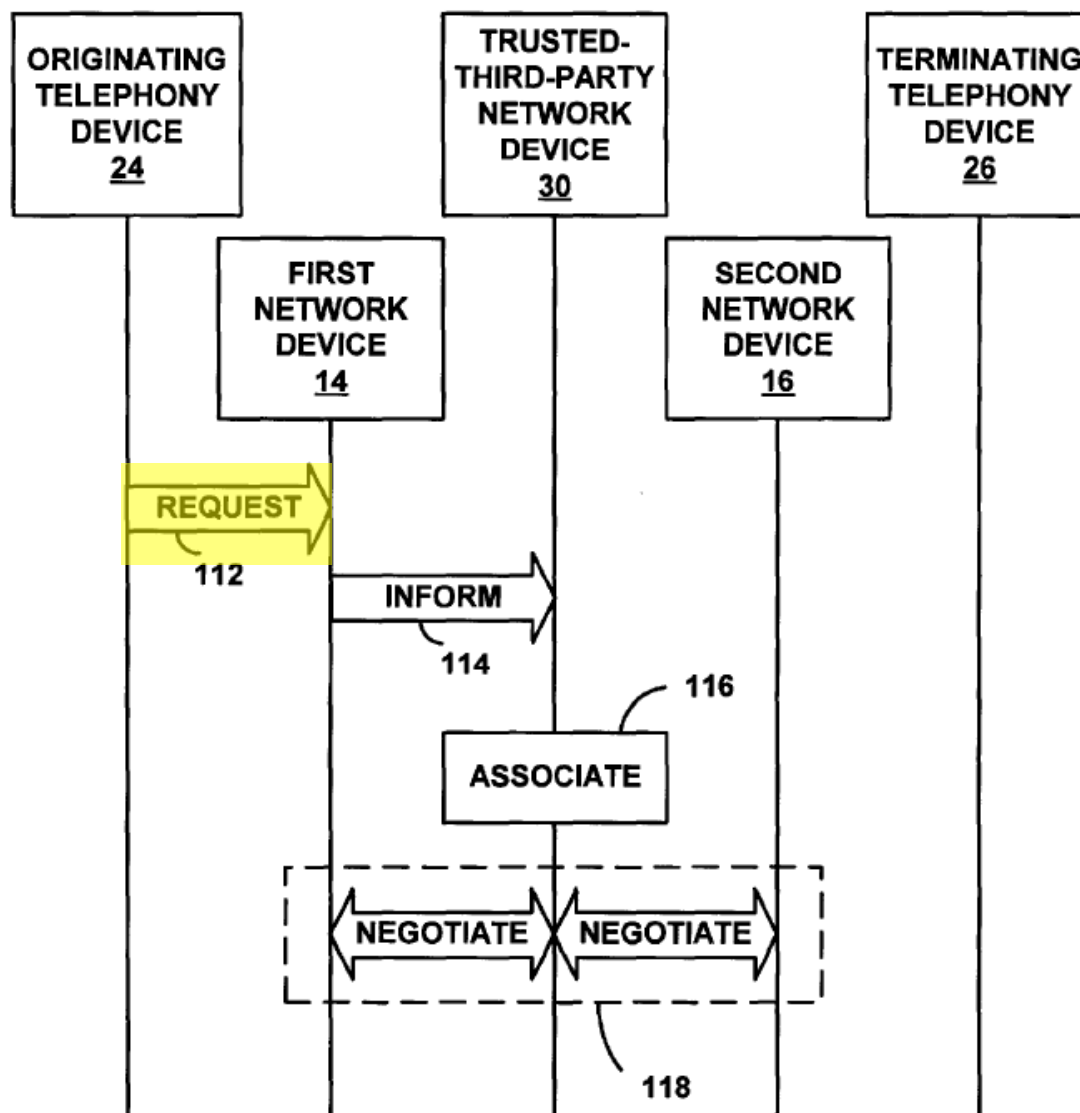 ORIGINATING
TELEPHONY
DEVICE
24
TRUSTED-
THIRD-PARTY
NETWORK
DEVICE
30
TERMINATING
TELEPHONY
DEVICE
26
FIRST
NETWORK
DEVICE
14
SECOND
NETWORK
DEVICE
16
REQUEST
112
INFORM
114
116
ASSOCIATE
NEGOTIATE
NEGOTIATE
118